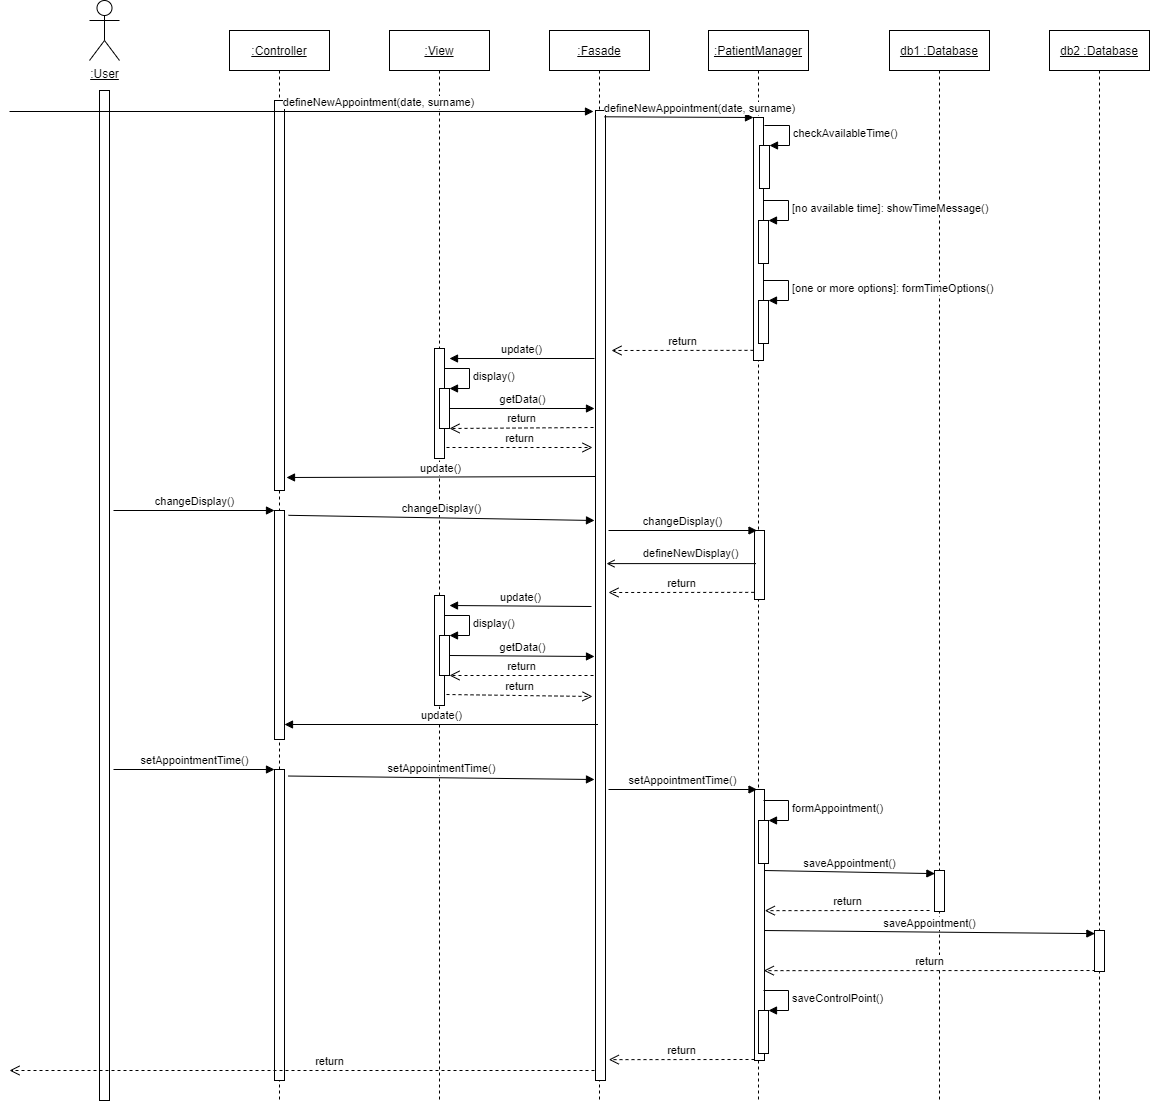 :User
:Controller
:View
:Fasade
:PatientManager
db1 :Database
db2 :Database
defineNewAppointment(date, surname)
defineNewAppointment(date, surname)
checkAvailableTime()
[no available time]: showTimeMessage()
[one or more options]: formTimeOptions()
return
update()
display()
getData()
return
return
update()
changeDisplay()
changeDisplay()
changeDisplay()
defineNewDisplay()
return
update()
display()
getData()
return
return
update()
setAppointmentTime()
setAppointmentTime()
setAppointmentTime()
formAppointment()
saveAppointment()
return
saveAppointment()
return
saveControlPoint()
return
return